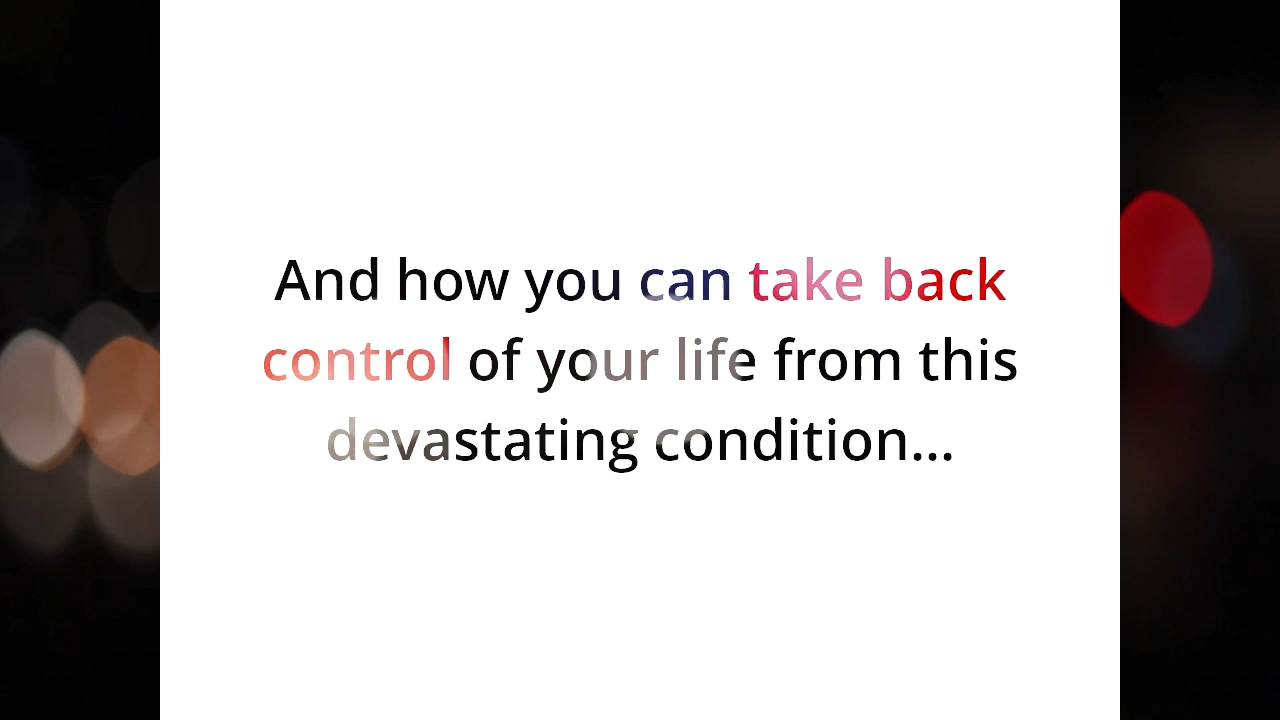 And how you can take back
control of your life from this
devastating condition...